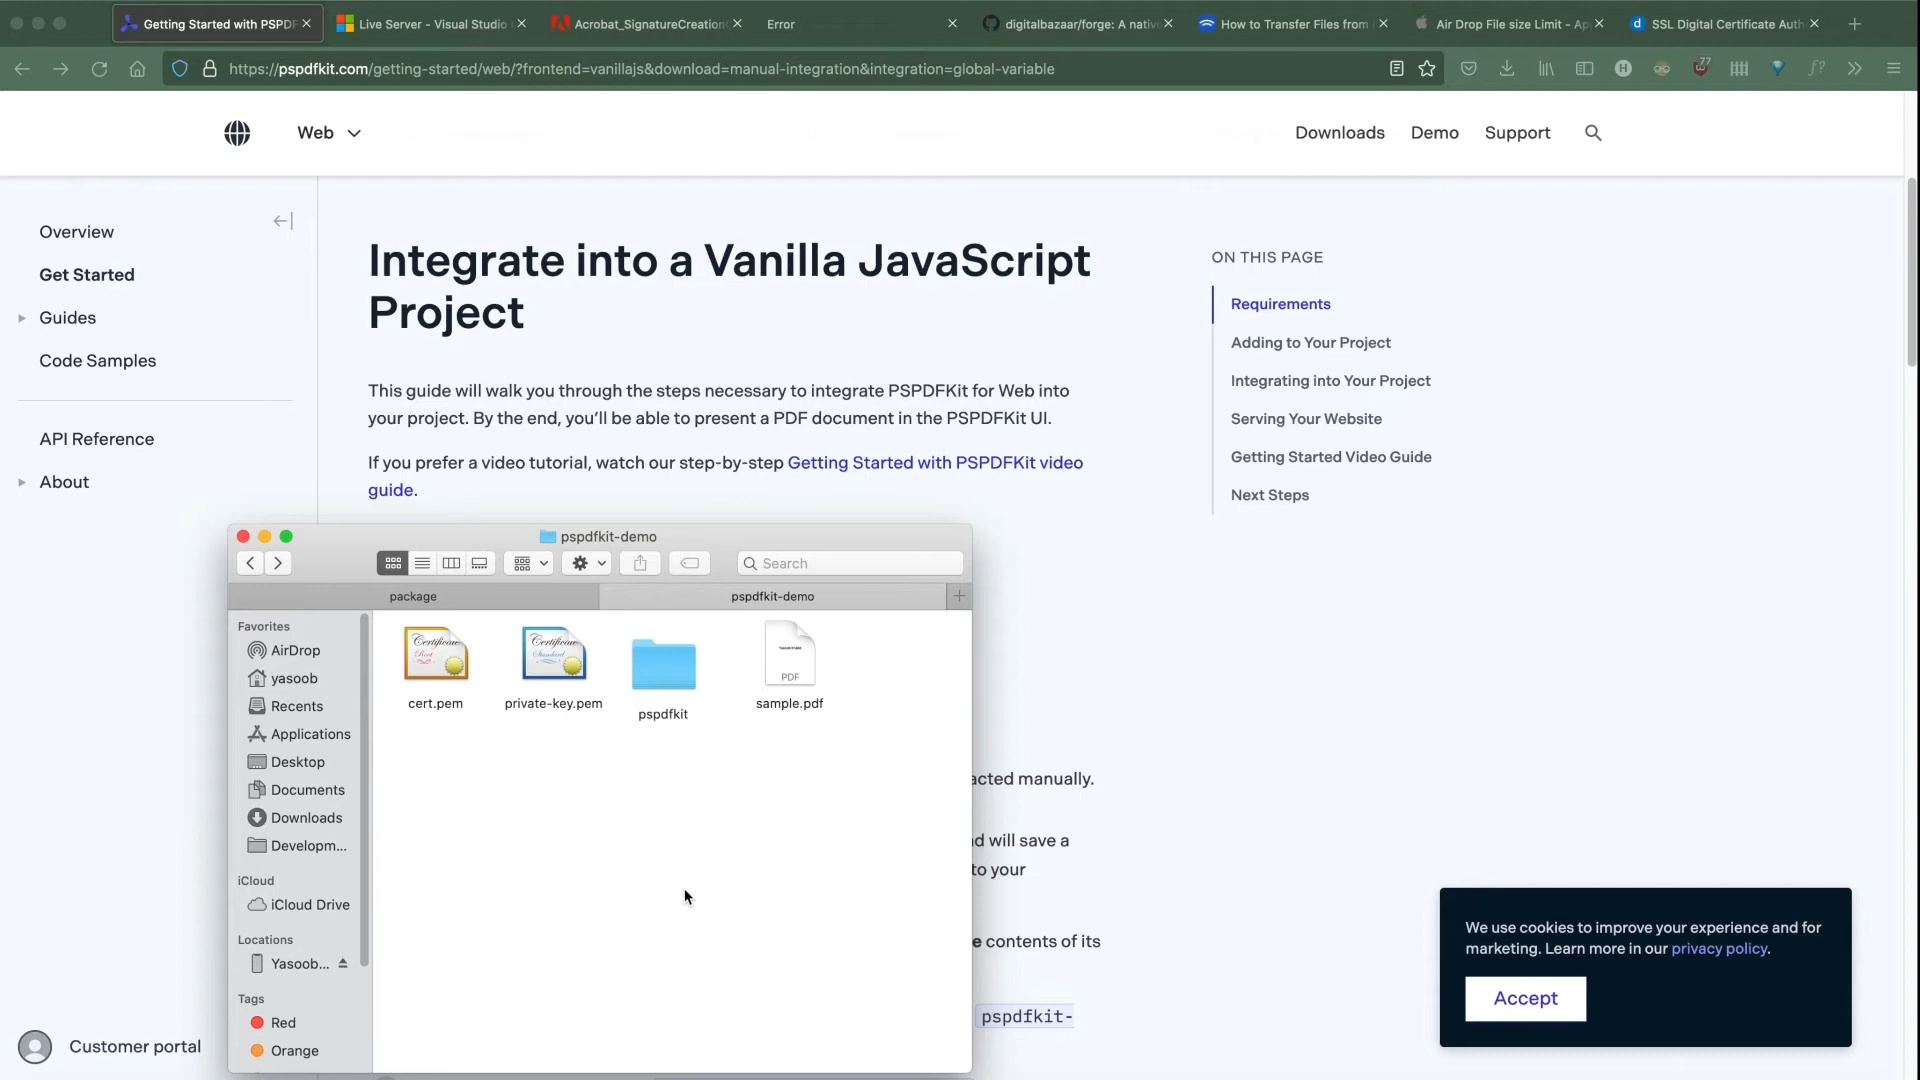 Getting Started with PSPDF
Live Server - Visual Studio
Acrobat_SignatureCreation
Error
digitalbazaar/forge: A native
How to Transfer Files from
Air Drop File size Limit - Ap
SSL Digital Certificate Auth
https://pspdfkit.com/getting-started/web/?frontend=vanillajs&download=manual-integration&integration=global-variable
77
Web
Downloads
Demo
Support
Overview
Get Started
Guides
Code Samples
API Reference
About
Customer portal
Integrate into a Vanilla JavaScript
Project
This guide will walk you through the steps necessary to integrate PSPDFKit for Web into
your project. By the end, you’ll be able to present a PDF document in the PSPDFKit UI.
If you prefer a video tutorial, watch our step-by-step Getting Started with PSPDFKit video
guide.
acted manually.
d will save a
to your
e contents of its
pspdfkit-
ON THIS PAGE
Requirements
Adding to Your Project
Integrating into Your Project
Serving Your Website
Getting Started Video Guide
Next Steps
pspdfkit-demo
Search
package
pspdfkit-demo
Favorites
AirDrop
yasoob
Recents
Applications
Desktop
Documents
Downloads
Developm...
iCloud
iCloud Drive
Locations
Yasoob...
Tags
Red
Orange
Certificate
Root
cert.pem
Certificate
Standard
private-key.pem
pspdfkit
PDF
sample.pdf
We use cookies to improve your experience and for
marketing. Learn more in our privacy policy.
Accept